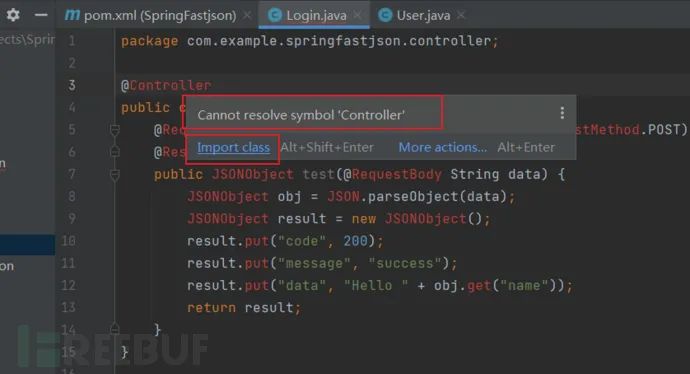 pom.xml (SpringFastjson) Login.java User.java
ects\Sprin
1 package com.example.springfastjson.controller;
2
3 @Controller
4 public c
Cannot resolve symbol 'Controller'
5 @Req stMethod.POST)
Import class Alt+Shift+Enter More actions... Alt+Enter
6 @Res
7 public JSONObject test(@RequestBody String data) {
8 JSONObject obj = JSON.parseObject(data);
9 JSONObject result = new JSONObject();
10 result.put("code", 200);
11 result.put("message", "success");
12 result.put("data", "Hello " + obj.get("name"));
13 return result;
14 }
15 }
on
REEBUF